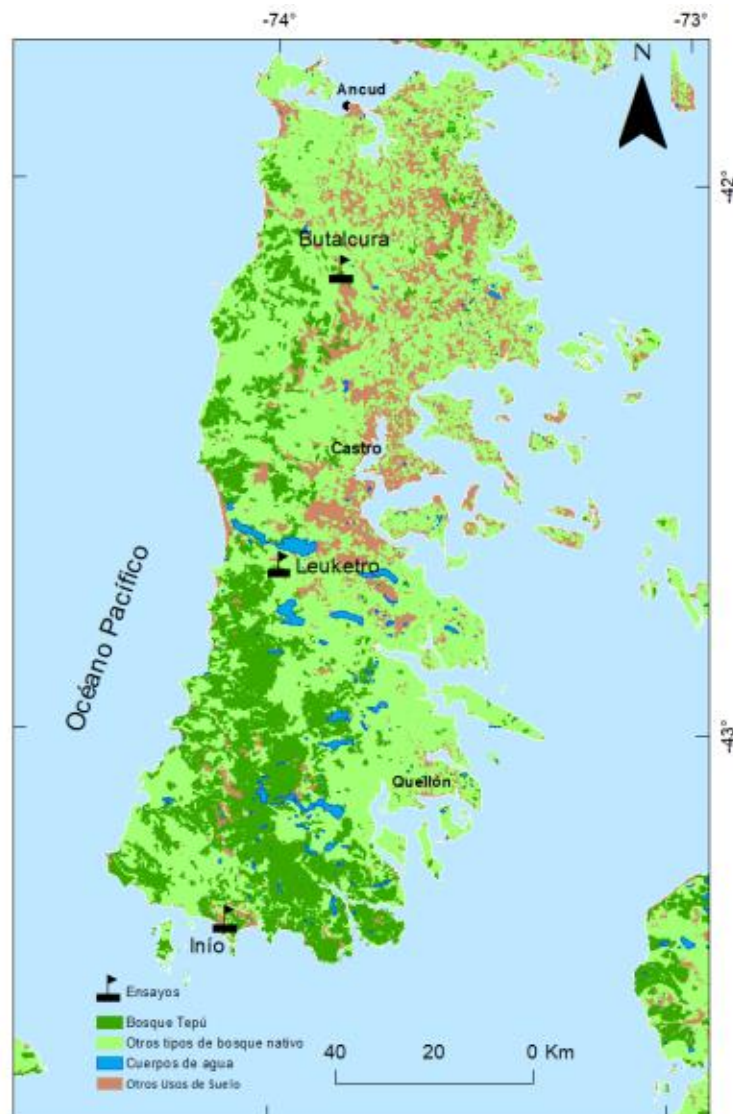 -74°
-73°
N
Ancud
-42°
Butalcura
Castro
Leuketro
Océano Pacífico
-43°
Quellón
Inío
Ensayos
Bosque Tepú
Otros tipos de bosque nativo
Cuerpos de agua
Otros Usos de Suelo
40 20 0 Km